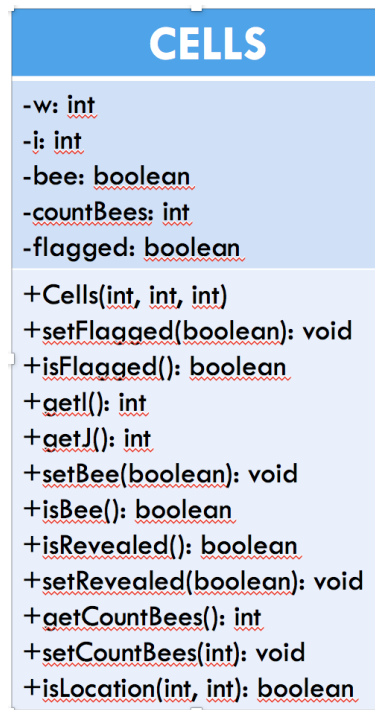 CELLS
-w: int
-i: int
-bee: boolean
-countBees: int
-flagged: boolean
+Cells(int, int, int)
+setFlagged(boolean): void
+isFlagged(): boolean
+getI(): int
+getJ(): int
+setBee(boolean): void
+isBee(): boolean
+isRevealed(): boolean
+setRevealed(boolean): void
+getCountBees(): int
+setCountBees(int): void
+isLocation(int, int): boolean